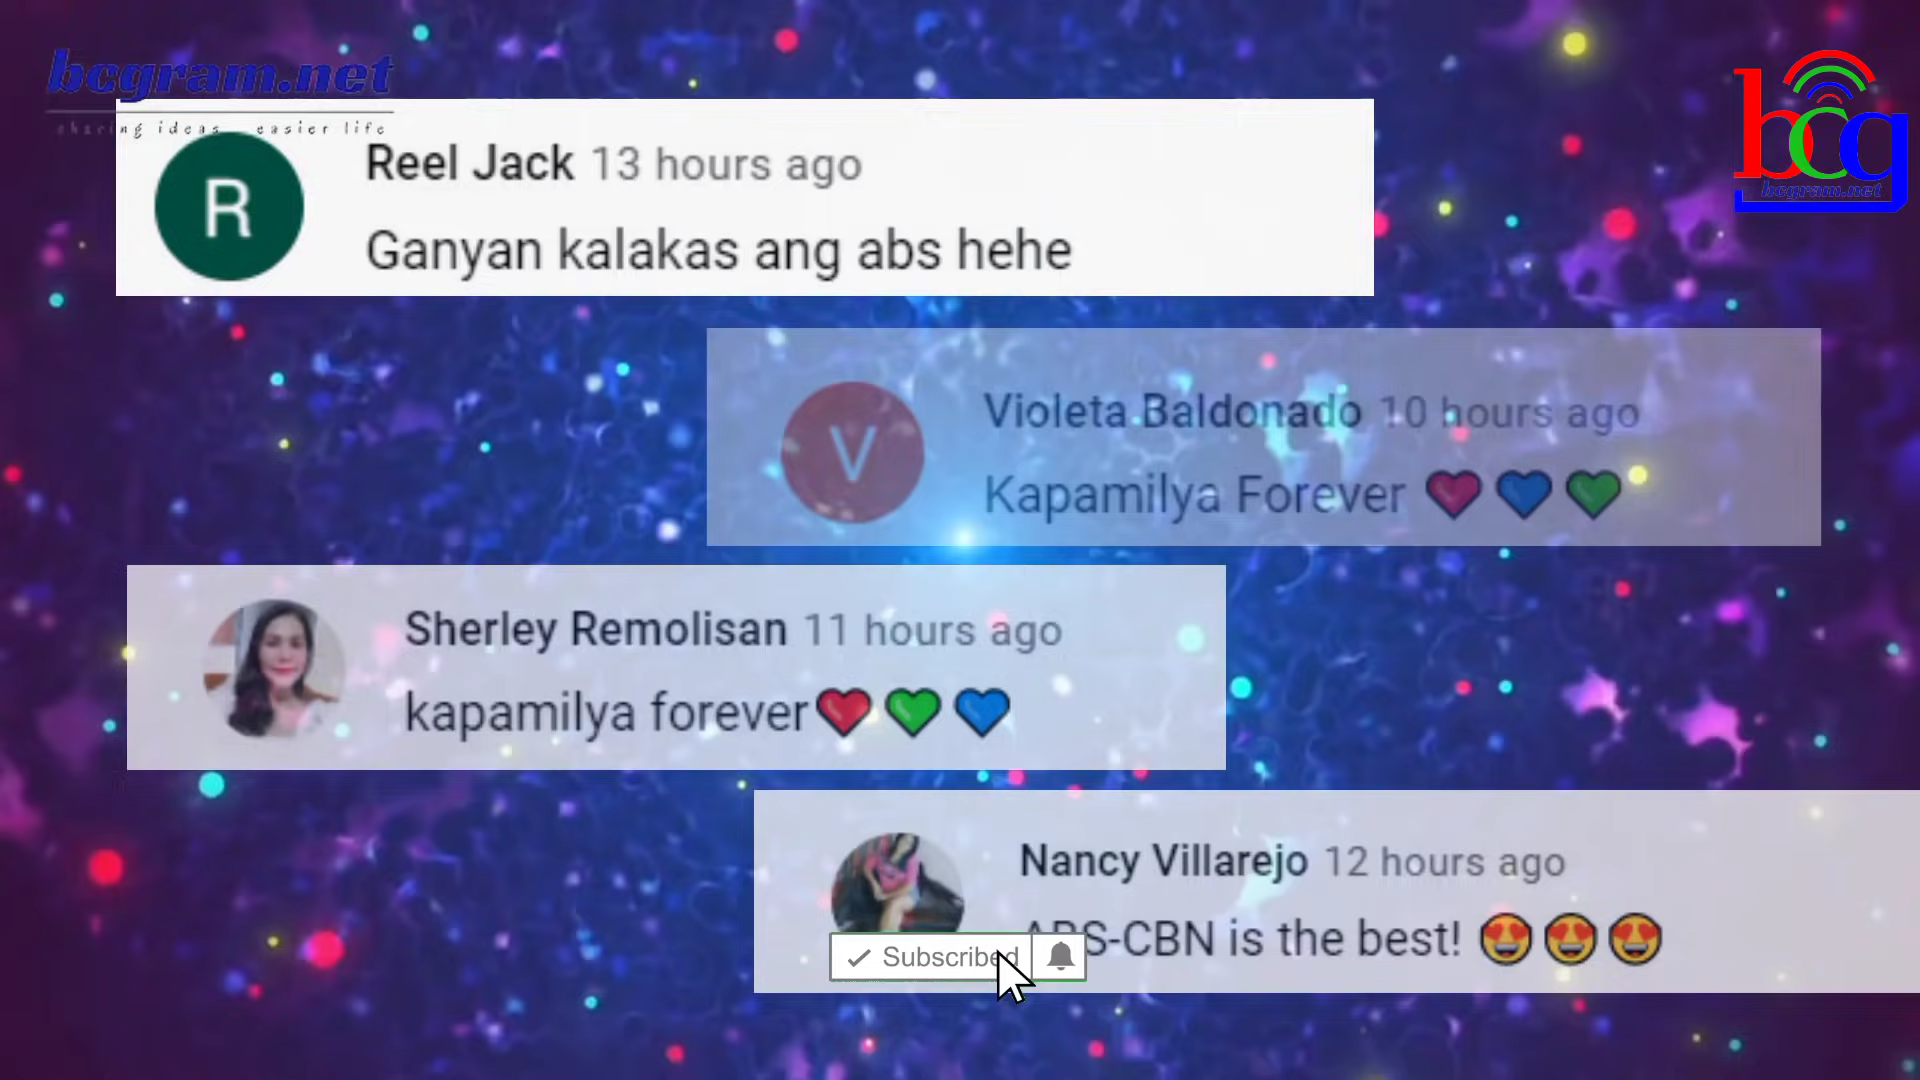 bcgram.net
sharing ideas easier life
bcg
bcgram.net
R
Reel Jack 13 hours ago
Ganyan kalakas ang abs hehe
V
Violeta Baldonado 10 hours ago
Kapamilya Forever ❤️ 💙 💚
Sherley Remolisan 11 hours ago
kapamilya forever❤️ 💚 💙
Nancy Villarejo 12 hours ago
ABS-CBN is the best! 😍 😍 😍
Subscribed